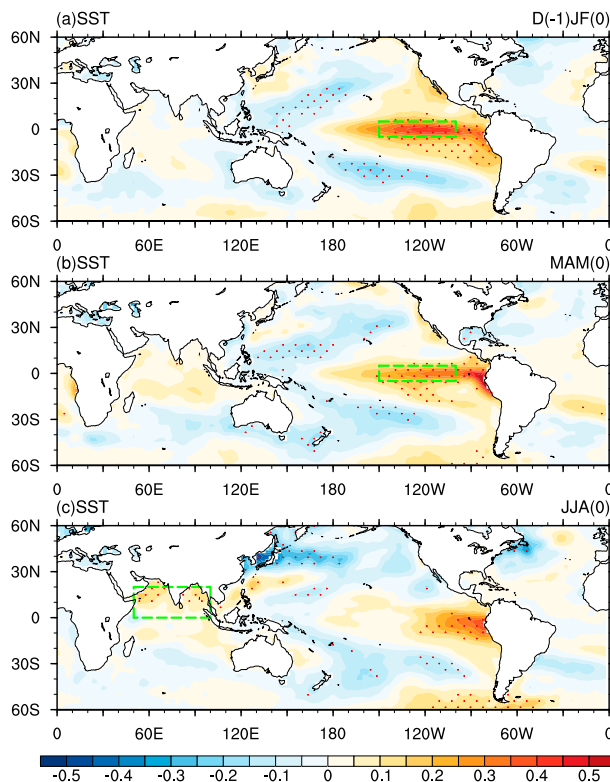 (a)SST D(-1)JF(0)
60N
30N
0
30S
60S
0 60E 120E 180 120W 60W 0
(b)SST MAM(0)
60N
30N
0
30S
60S
0 60E 120E 180 120W 60W 0
(c)SST JJA(0)
60N
30N
0
30S
60S
0 60E 120E 180 120W 60W 0
-0.5 -0.4 -0.3 -0.2 -0.1 0 0.1 0.2 0.3 0.4 0.5